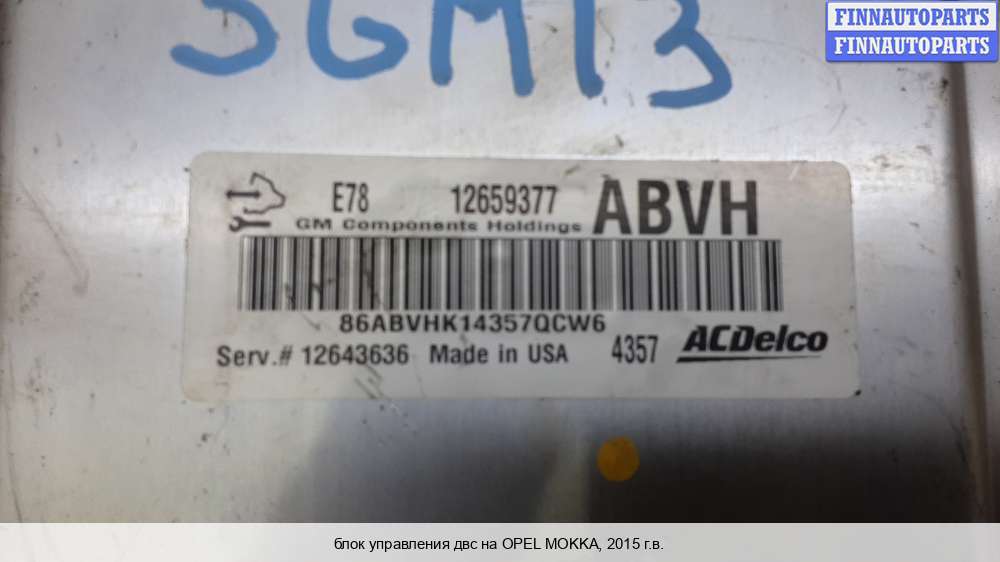 FINNAUTOPARTS
FINNAUTOPARTS
SGMT3
E78 12659377 ABVH
GM Components Holdings
86ABVHK14357QCW6
Serv.# 12643636 Made in USA 4357 ACDelco
блок управления двс на OPEL MOKKA, 2015 г.в.